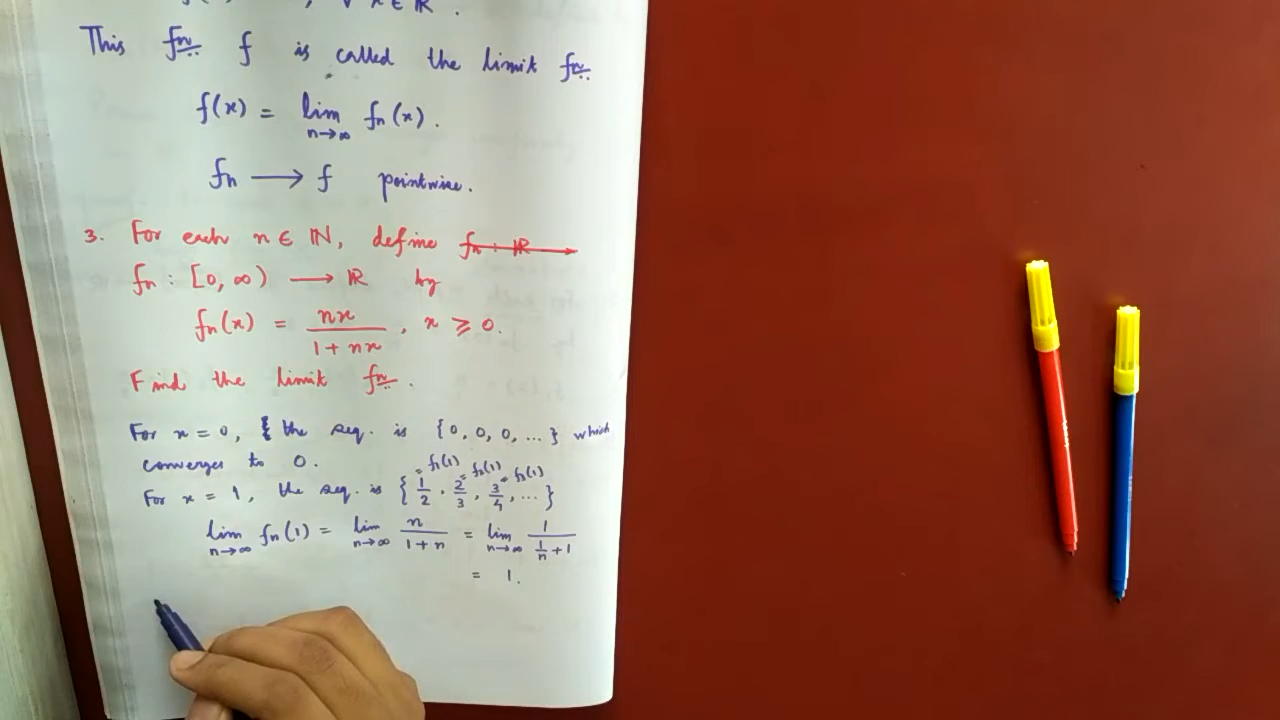 , ∀ x ∈ ℝ.
This fn f is called the limit fn
f(x) = lim n→∞ fn(x).
fn → f pointwise.
3. For each n ∈ ℕ, define fn : ℝ →
fn : [0, ∞) → ℝ by
fn(x) = nx / 1 + nx , x ⩾ 0.
Find the limit fn.
For x = 0, the seq. is {0, 0, 0, ...} which
converges to 0.
= f1(1) = f2(1) = f3(1)
For x = 1, the seq. is {1/2, 2/3, 3/4, ...}
lim n→∞ fn(1) = lim n→∞ n / 1 + n = lim n→∞ 1 / 1/n + 1
= 1.